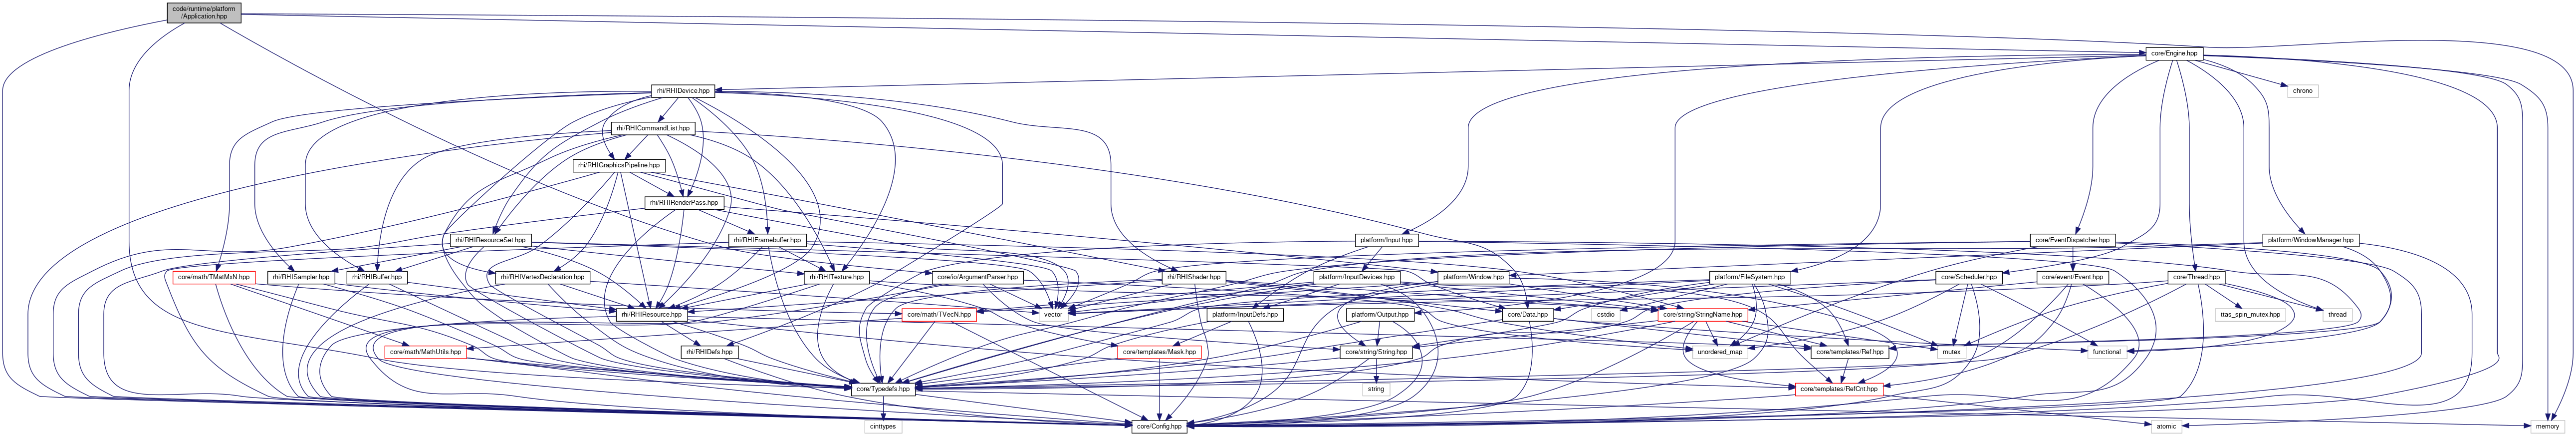 code/runtime/platform
/Application.hpp
core/Engine.hpp
rhi/RHIDevice.hpp
chrono
rhi/RHICommandList.hpp
rhi/RHIGraphicsPipeline.hpp
rhi/RHIRenderPass.hpp
rhi/RHIResourceSet.hpp
rhi/RHIFramebuffer.hpp
platform/Input.hpp
core/EventDispatcher.hpp
platform/WindowManager.hpp
core/math/TMatMxN.hpp
rhi/RHISampler.hpp
rhi/RHIBuffer.hpp
rhi/RHIVertexDeclaration.hpp
rhi/RHITexture.hpp
core/io/ArgumentParser.hpp
rhi/RHIShader.hpp
platform/InputDevices.hpp
platform/Window.hpp
platform/FileSystem.hpp
core/Scheduler.hpp
core/event/Event.hpp
core/Thread.hpp
rhi/RHIResource.hpp
core/math/TVecN.hpp
vector
platform/InputDefs.hpp
platform/Output.hpp
core/Data.hpp
cstdio
core/string/StringName.hpp
ttas_spin_mutex.hpp
thread
core/math/MathUtils.hpp
rhi/RHIDefs.hpp
core/templates/Mask.hpp
core/string/String.hpp
unordered_map
core/templates/Ref.hpp
mutex
functional
core/Typedefs.hpp
string
core/templates/RefCnt.hpp
cinttypes
core/Config.hpp
atomic
memory